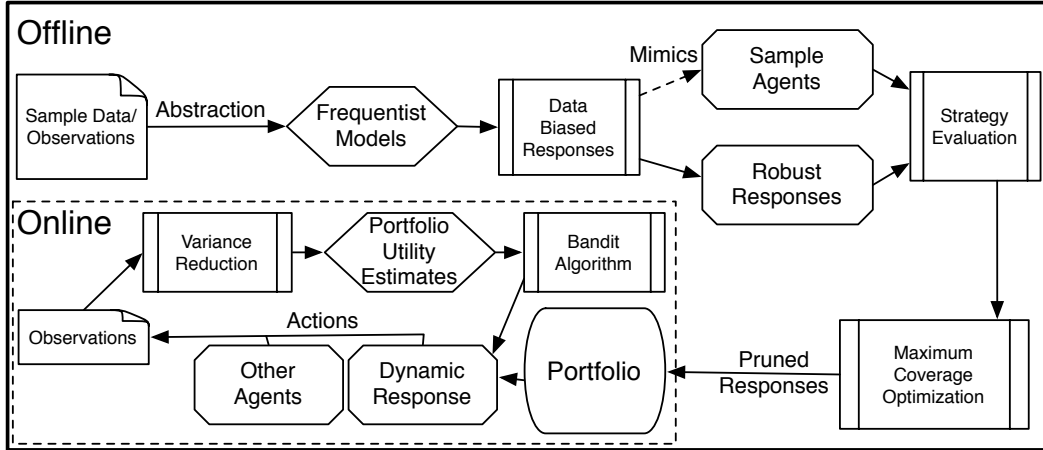 Offline
Sample Data/
Observations
Abstraction
Frequentist
Models
Data
Biased
Responses
Mimics
Sample
Agents
Robust
Responses
Strategy
Evaluation
Online
Variance
Reduction
Portfolio
Utility
Estimates
Bandit
Algorithm
Observations
Actions
Other
Agents
Dynamic
Response
Portfolio
Pruned
Responses
Maximum
Coverage
Optimization